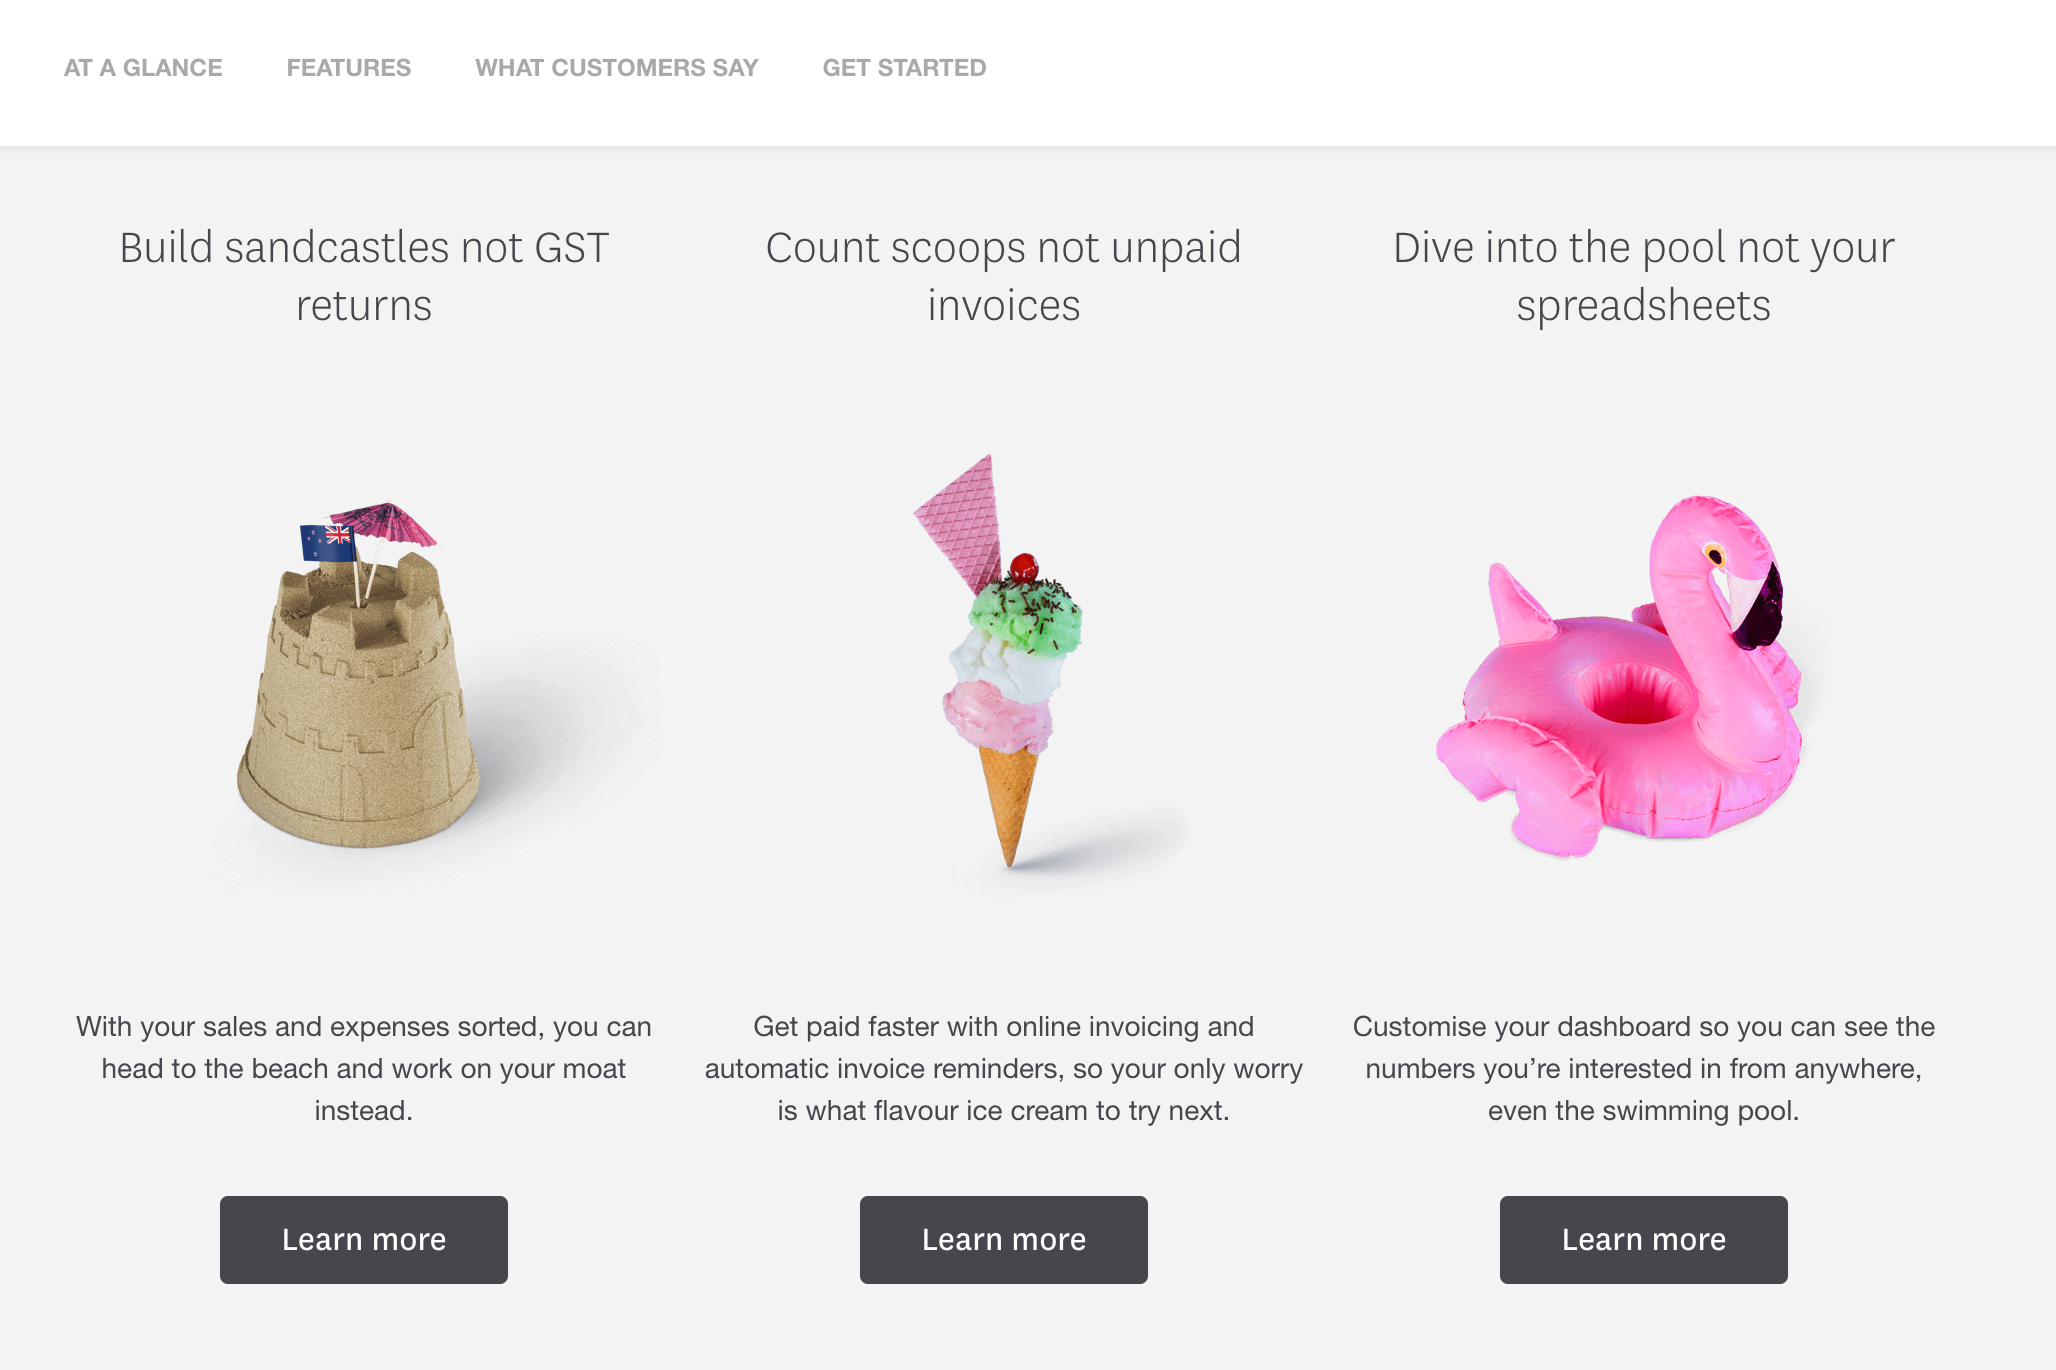 AT A GLANCE
FEATURES
WHAT CUSTOMERS SAY
GET STARTED
Build sandcastles not GST
returns
Count scoops not unpaid
invoices
Dive into the pool not your
spreadsheets
With your sales and expenses sorted, you can
head to the beach and work on your moat
instead.
Get paid faster with online invoicing and
automatic invoice reminders, so your only worry
is what flavour ice cream to try next.
Customise your dashboard so you can see the
numbers you’re interested in from anywhere,
even the swimming pool.
Learn more
Learn more
Learn more